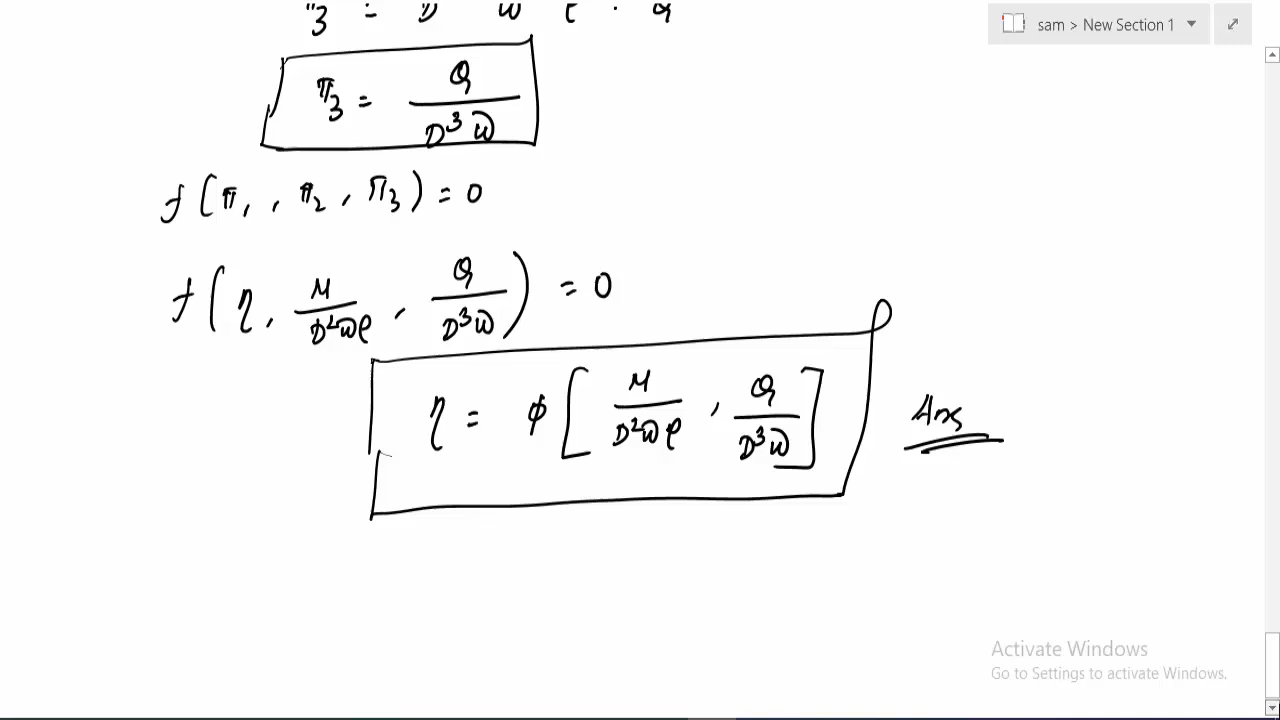 sam > New Section 1
π₃ = Q / D³ω
f(π₁, π₂, π₃) = 0
f(η, μ / D²ωρ, Q / D³ω) = 0
η = φ[μ / D²ωρ, Q / D³ω]
Ans
Activate Windows
Go to Settings to activate Windows.